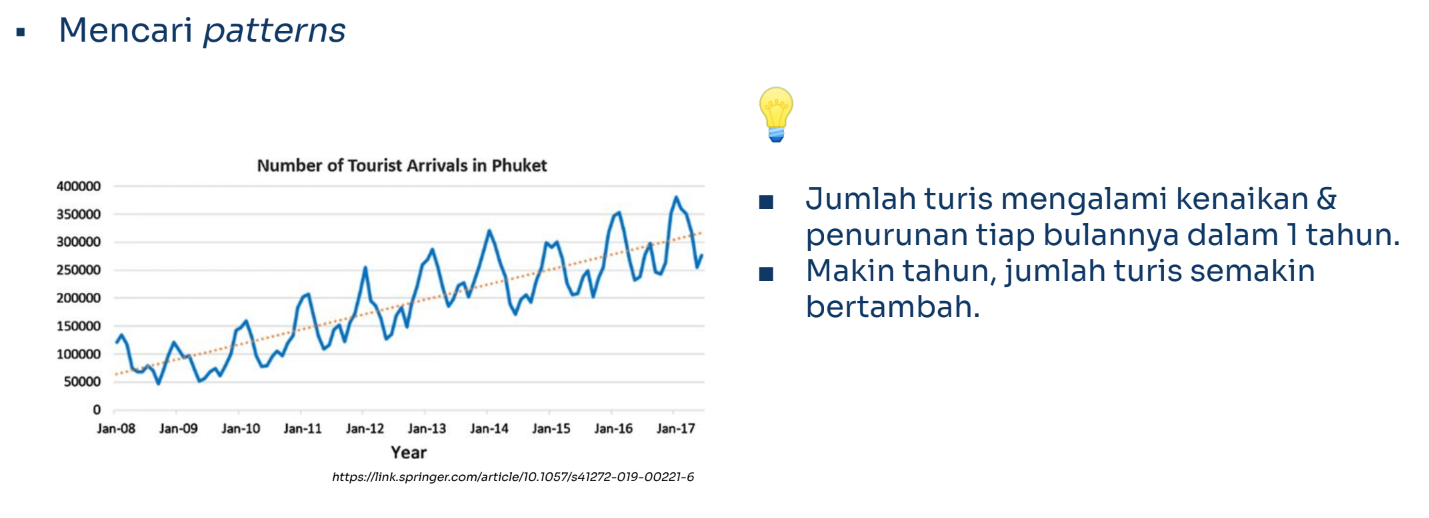 ▪ Mencari patterns
Number of Tourist Arrivals in Phuket
400000
350000
300000
250000
200000
150000
100000
50000
0
Jan-08 Jan-09 Jan-10 Jan-11 Jan-12 Jan-13 Jan-14 Jan-15 Jan-16 Jan-17
Year
https://link.springer.com/article/10.1057/s41272-019-00221-6
▪ Jumlah turis mengalami kenaikan &
penurunan tiap bulannya dalam 1 tahun.
▪ Makin tahun, jumlah turis semakin
bertambah.